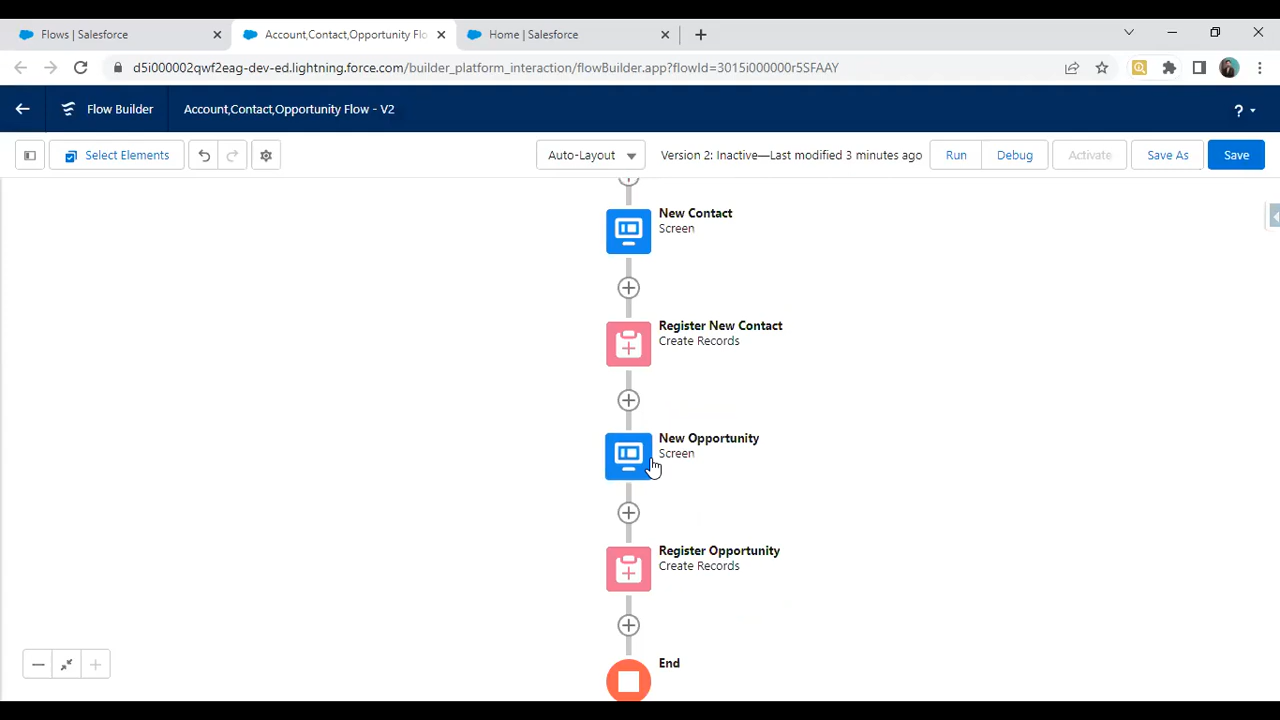 Flows | Salesforce
Account,Contact,Opportunity Flo
Home | Salesforce
d5i000002qwf2eag-dev-ed.lightning.force.com/builder_platform_interaction/flowBuilder.app?flowId=3015i000000r5SFAAY
Flow Builder
Account,Contact,Opportunity Flow - V2
?
Select Elements
Auto-Layout
Version 2: Inactive—Last modified 3 minutes ago
Run
Debug
Activate
Save As
Save
New Contact
Screen
Register New Contact
Create Records
New Opportunity
Screen
Register Opportunity
Create Records
End